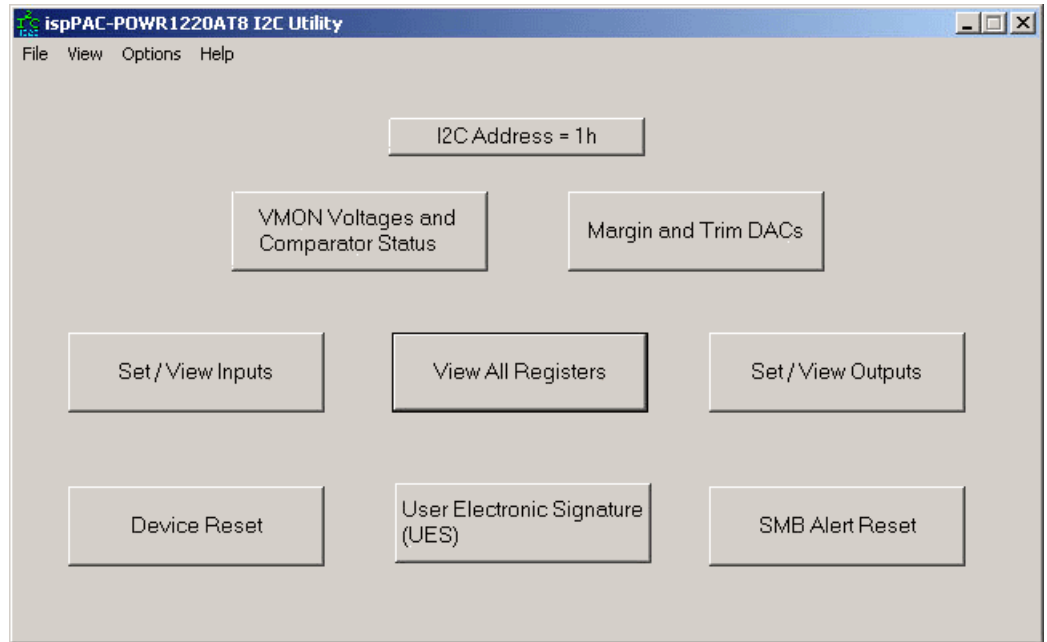 ispPAC-POWR1220AT8 I2C Utility
File View Options Help
I2C Address = 1h
VMON Voltages and
Comparator Status
Margin and Trim DACs
Set / View Inputs
View All Registers
Set / View Outputs
Device Reset
User Electronic Signature
(UES)
SMB Alert Reset